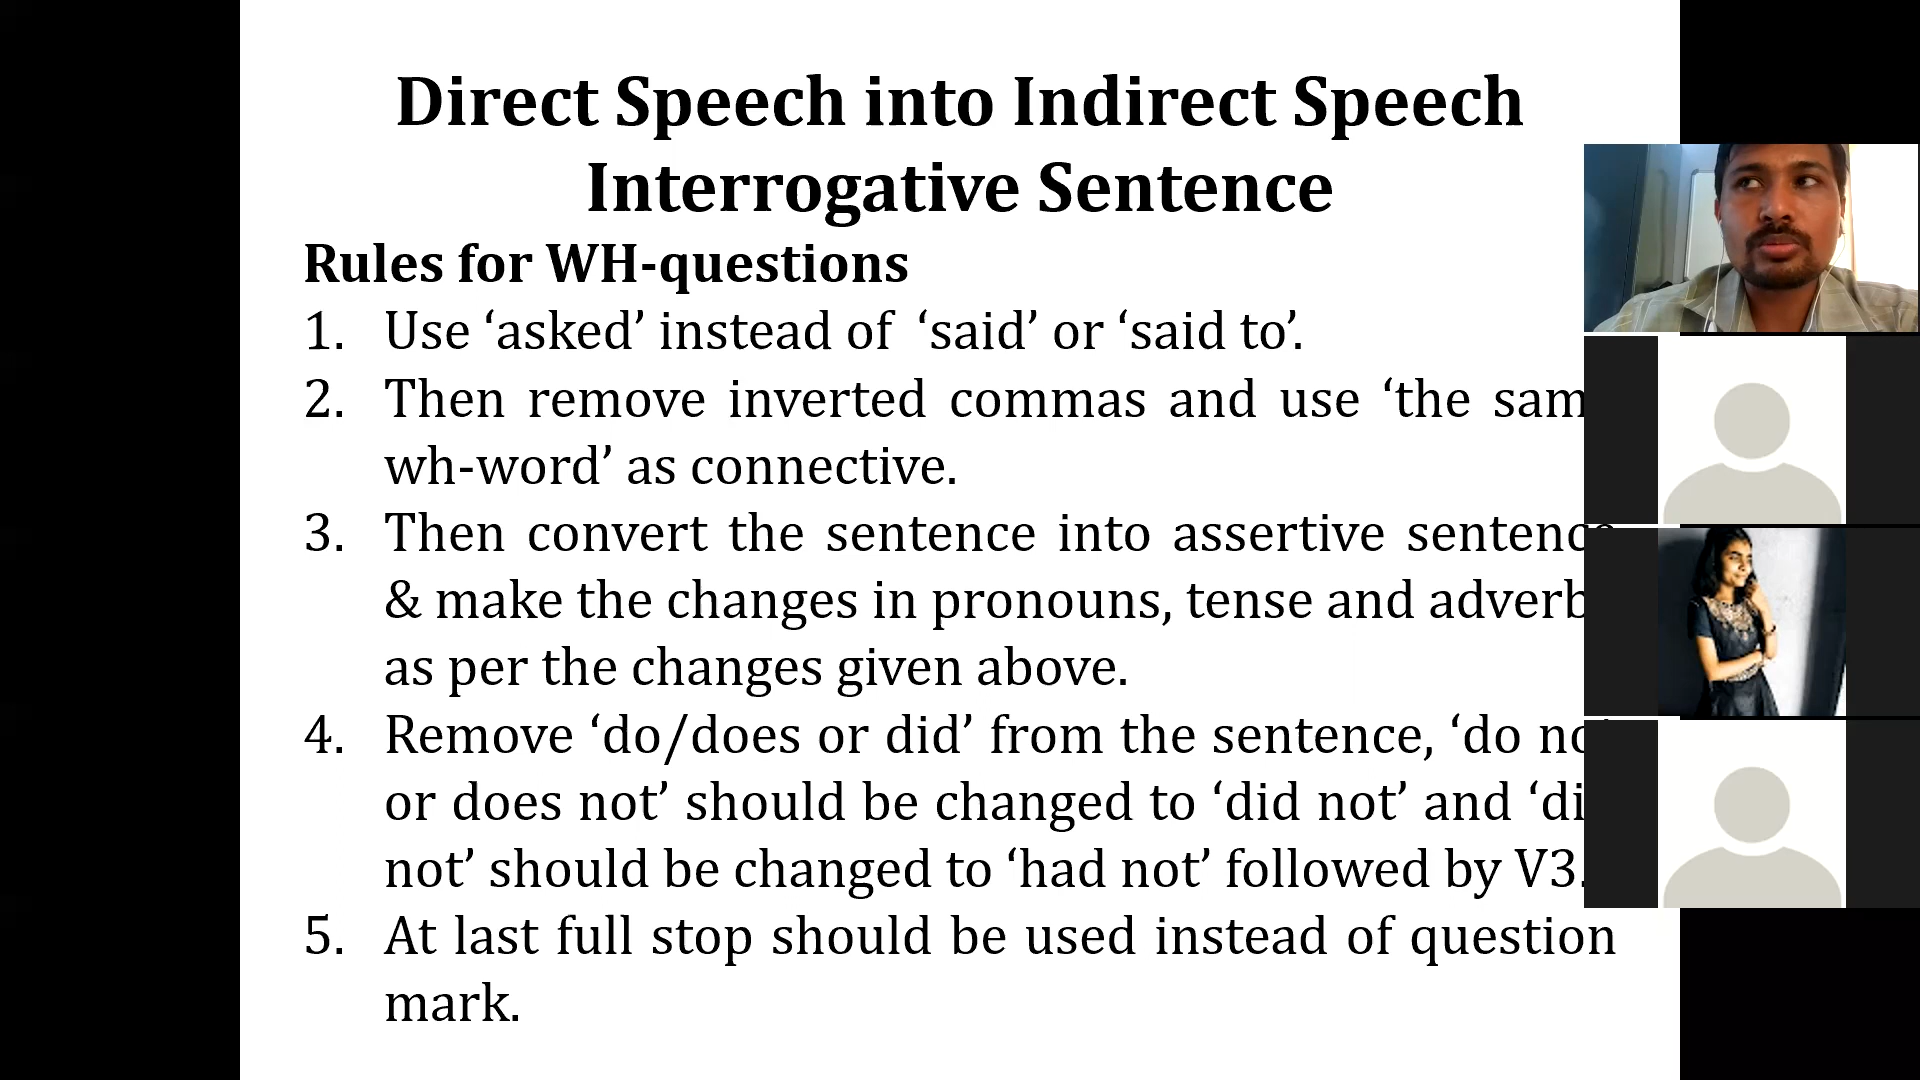 Direct Speech into Indirect Speech
Interrogative Sentence
Rules for WH-questions
1. Use ‘asked’ instead of ‘said’ or ‘said to’.
2. Then remove inverted commas and use ‘the sam
wh-word’ as connective.
3. Then convert the sentence into assertive sentence
& make the changes in pronouns, tense and adverb
as per the changes given above.
4. Remove ‘do/does or did’ from the sentence, ‘do not
or does not’ should be changed to ‘did not’ and ‘di
not’ should be changed to ‘had not’ followed by V3.
5. At last full stop should be used instead of question
mark.